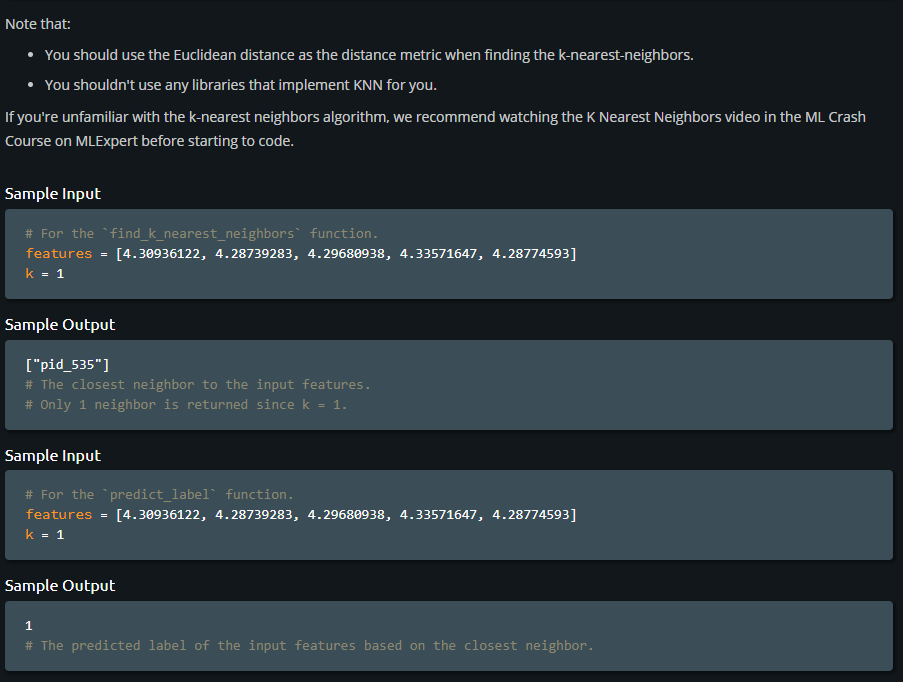 Note that:
• You should use the Euclidean distance as the distance metric when finding the k-nearest-neighbors.
• You shouldn't use any libraries that implement KNN for you.
If you're unfamiliar with the k-nearest neighbors algorithm, we recommend watching the K Nearest Neighbors video in the ML Crash
Course on MLExpert before starting to code.
Sample Input
# For the `find_k_nearest_neighbors` function.
features = [4.30936122, 4.28739283, 4.29680938, 4.33571647, 4.28774593]
k = 1
Sample Output
["pid_535"]
# The closest neighbor to the input features.
# Only 1 neighbor is returned since k = 1.
Sample Input
# For the `predict_label` function.
features = [4.30936122, 4.28739283, 4.29680938, 4.33571647, 4.28774593]
k = 1
Sample Output
1
# The predicted label of the input features based on the closest neighbor.